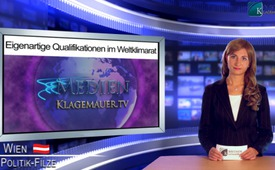 Eigenartige Qualifikationen im Weltklimarat
MEDIEN
KLAGEMAUER.TV
WIEN
POLITIK-FILZE